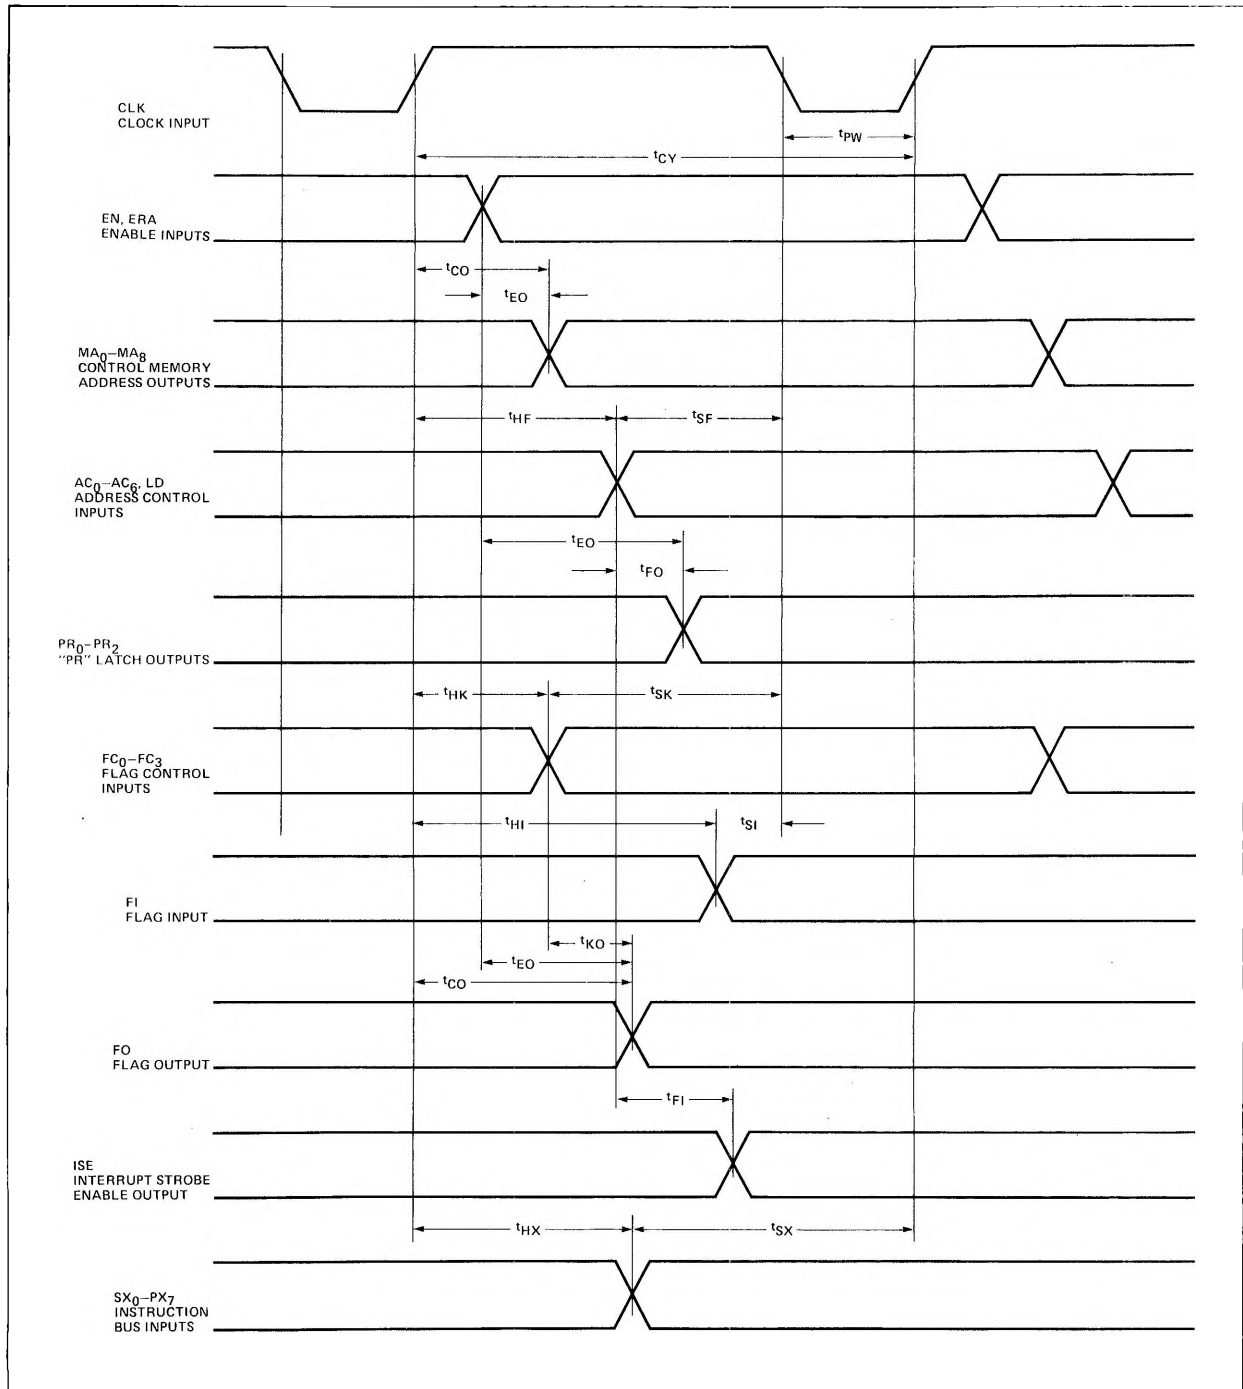 CLK
CLOCK INPUT
tPW
tCY
EN, ERA
ENABLE INPUTS
tCO
tEO
MA0–MA8
CONTROL MEMORY
ADDRESS OUTPUTS
tHF
tSF
AC0–AC6, LD
ADDRESS CONTROL
INPUTS
tEO
tFO
PR0–PR2
"PR" LATCH OUTPUTS
tHK
tSK
FC0–FC3
FLAG CONTROL
INPUTS
tHI
tSI
FI
FLAG INPUT
tKO
tEO
tCO
FO
FLAG OUTPUT
tFI
ISE
INTERRUPT STROBE
ENABLE OUTPUT
tHX
tSX
SX0–PX7
INSTRUCTION
BUS INPUTS